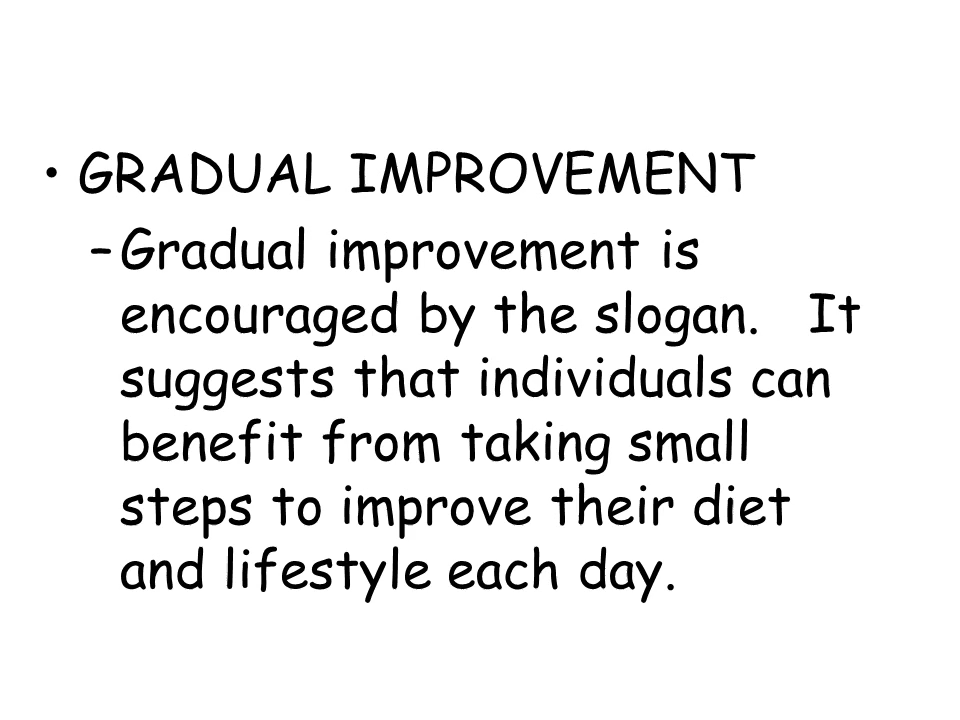 • GRADUAL IMPROVEMENT
– Gradual improvement is
encouraged by the slogan.   It
suggests that individuals can
benefit from taking small
steps to improve their diet
and lifestyle each day.